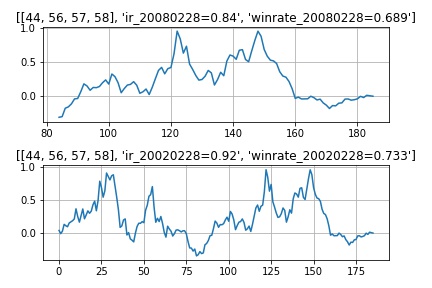 [[44, 56, 57, 58], 'ir_20080228=0.84', 'winrate_20080228=0.689']
1.0
0.5
0.0
80 100 120 140 160 180
[[44, 56, 57, 58], 'ir_20020228=0.92', 'winrate_20020228=0.733']
1.0
0.5
0.0
0 25 50 75 100 125 150 175